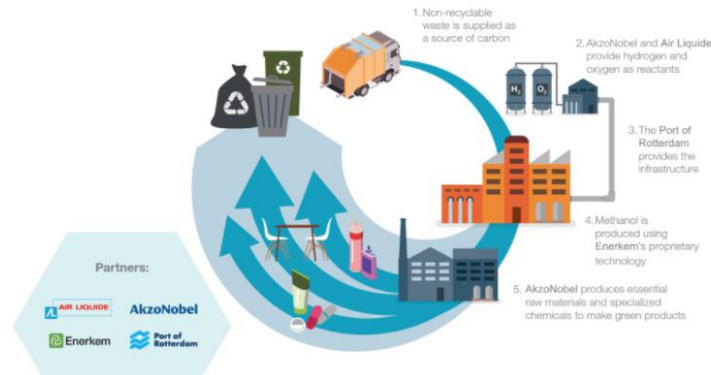 1. Non-recyclable
waste is supplied as
a source of carbon
2. AkzoNobel and Air Liquide
provide hydrogen and
oxygen as reactants
H₂
O₂
3. The Port of
Rotterdam
provides the
infrastructure
4. Methanol is
produced using
Enerkem's proprietary
technology
5. AkzoNobel produces essential
raw materials and specialized
chemicals to make green products
Partners:
AIR LIQUIDE
AkzoNobel
Enerkem
Port of
Rotterdam